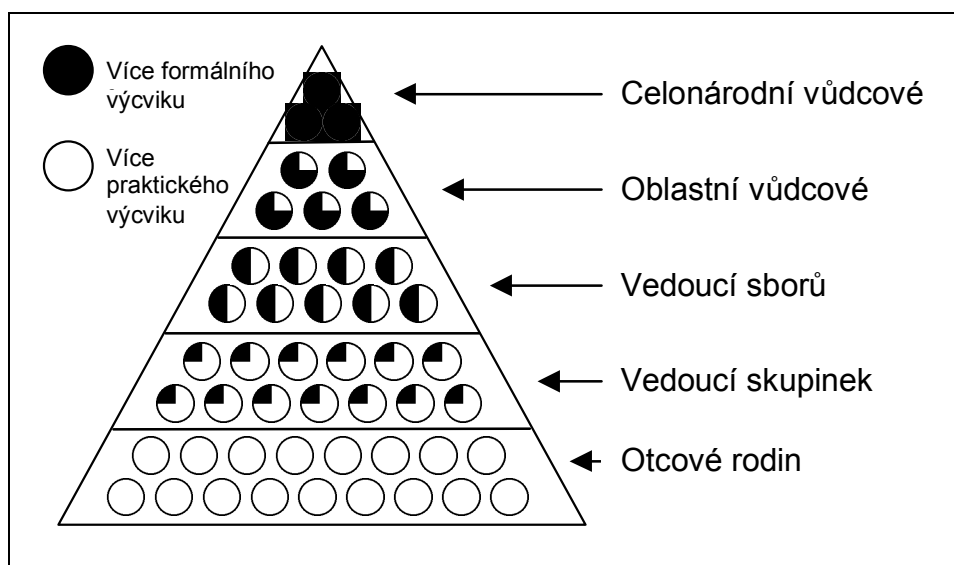 Více formálního
výcviku
Více
praktického
výcviku
Celonárodní vůdcové
Oblastní vůdcové
Vedoucí sborů
Vedoucí skupinek
Otcové rodin